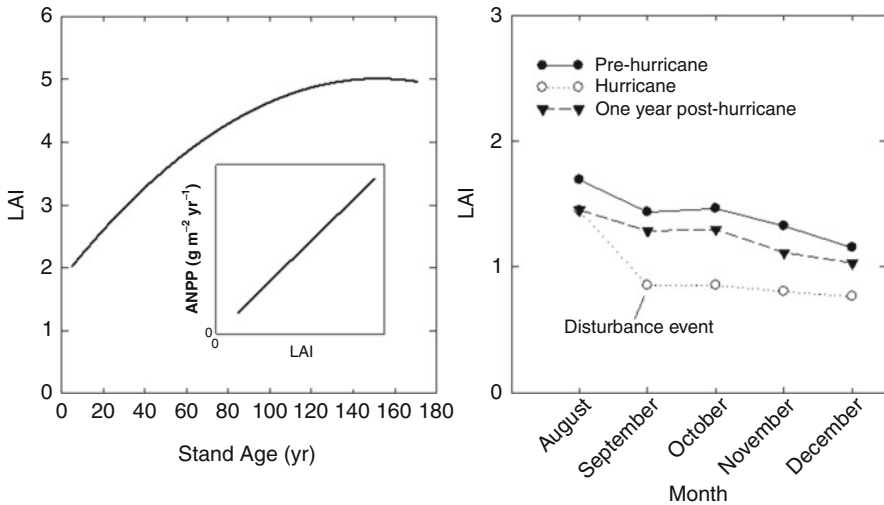 6
5
4
3
2
1
0
LAI
0 20 40 60 80 100 120 140 160 180
Stand Age (yr)
ANPP (g m⁻² yr⁻¹)
0
0
LAI
3
2
1
0
LAI
Pre-hurricane
Hurricane
One year post-hurricane
Disturbance event
August
September
October
November
December
Month